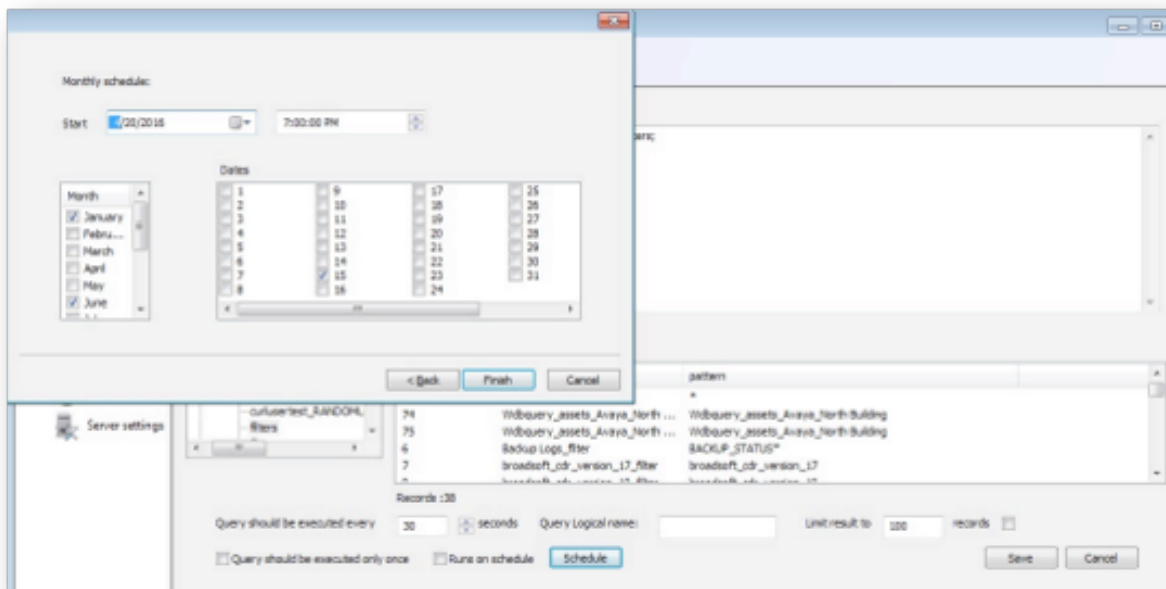 Monthly schedule:
Start /20/2016 7:00:00 PM
Dates
Month
January
Febru...
March
April
May
June
1 9 17 25
2 10 18 26
3 11 19 27
4 12 20 28
5 13 21 29
6 14 22 30
7 15 23 31
8 16 24
< Back Finish Cancel
pattern
*
curlusertest_RANDOML
filters
Server settings
74 Wdbquery_assets_Avaya_North ... Wdbquery_assets_Avaya_North Building
75 Wdbquery_assets_Avaya_North ... Wdbquery_assets_Avaya_North Building
6 Backup Logs_filter BACKUP_STATUS*
7 broadsoft_cdr_version_17_filter broadsoft_cdr_version_17
Records :38
Query should be executed every 30 seconds Query Logical name: Limit result to 100 records
Query should be executed only once Runs on schedule Schedule Save Cancel